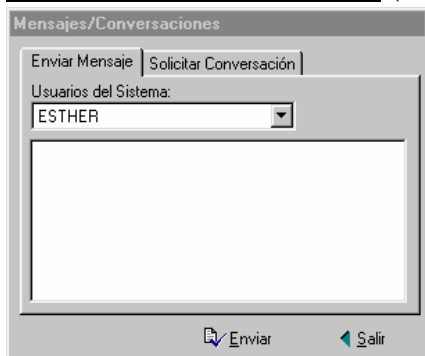 Mensajes/Conversaciones
Enviar Mensaje Solicitar Conversación
Usuarios del Sistema:
ESTHER
Enviar Salir